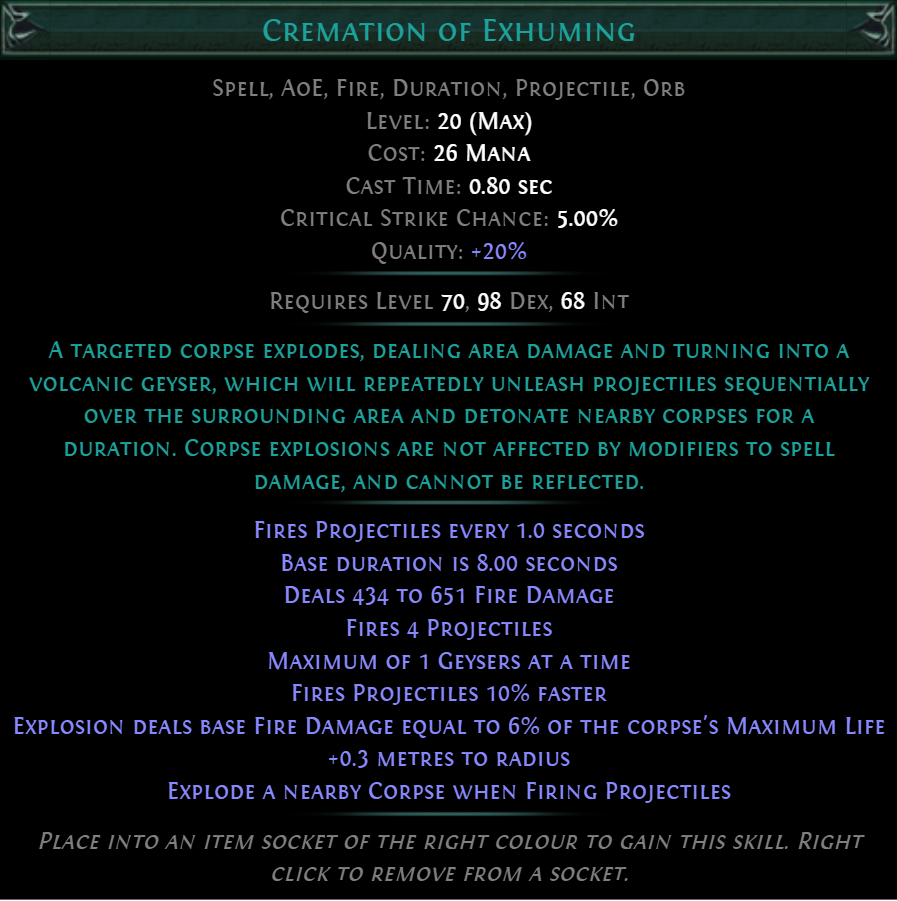 Cremation of Exhuming
Spell, AoE, Fire, Duration, Projectile, Orb
Level: 20 (Max)
Cost: 26 Mana
Cast Time: 0.80 sec
Critical Strike Chance: 5.00%
Quality: +20%
Requires Level 70, 98 Dex, 68 Int
A targeted corpse explodes, dealing area damage and turning into a
volcanic geyser, which will repeatedly unleash projectiles sequentially
over the surrounding area and detonate nearby corpses for a
duration. Corpse explosions are not affected by modifiers to spell
damage, and cannot be reflected.
Fires Projectiles every 1.0 seconds
Base duration is 8.00 seconds
Deals 434 to 651 Fire Damage
Fires 4 Projectiles
Maximum of 1 Geysers at a time
Fires Projectiles 10% faster
Explosion deals base Fire Damage equal to 6% of the corpse's Maximum Life
+0.3 metres to radius
Explode a nearby Corpse when Firing Projectiles
Place into an item socket of the right colour to gain this skill. Right
click to remove from a socket.